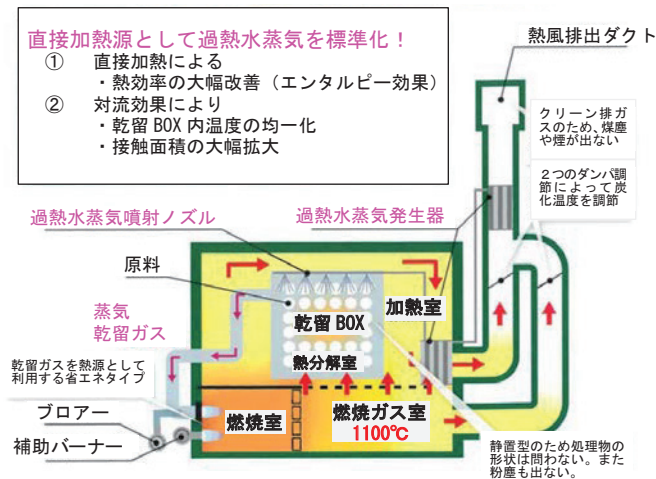 直接加熱源として過熱水蒸気を標準化！
① 直接加熱による
・熱効率の大幅改善（エンタルピー効果）
② 対流効果により
・乾留 BOX 内温度の均一化
・接触面積の大幅拡大
熱風排出ダクト
クリーン排ガ
スのため、煤塵
や煙が出ない
２つのダンパ調
節によって炭
化温度を調節
過熱水蒸気噴射ノズル
過熱水蒸気発生器
原料
加熱室
乾留 BOX
蒸気
乾留ガス
熱分解室
乾留ガスを熱源として
利用する省エネタイプ
ブロアー
補助バーナー
燃焼室
燃焼ガス室
1100℃
静置型のため処理物の
形状は問わない。また
粉塵も出ない。